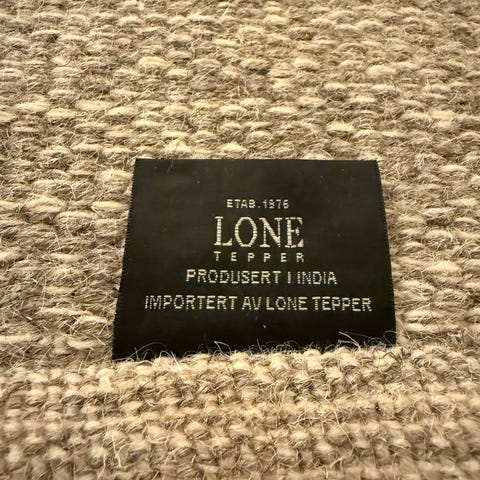 ETAB.1976
LONE
TEPPER
PRODUSERT I INDIA
IMPORTERT AV LONE TEPPER